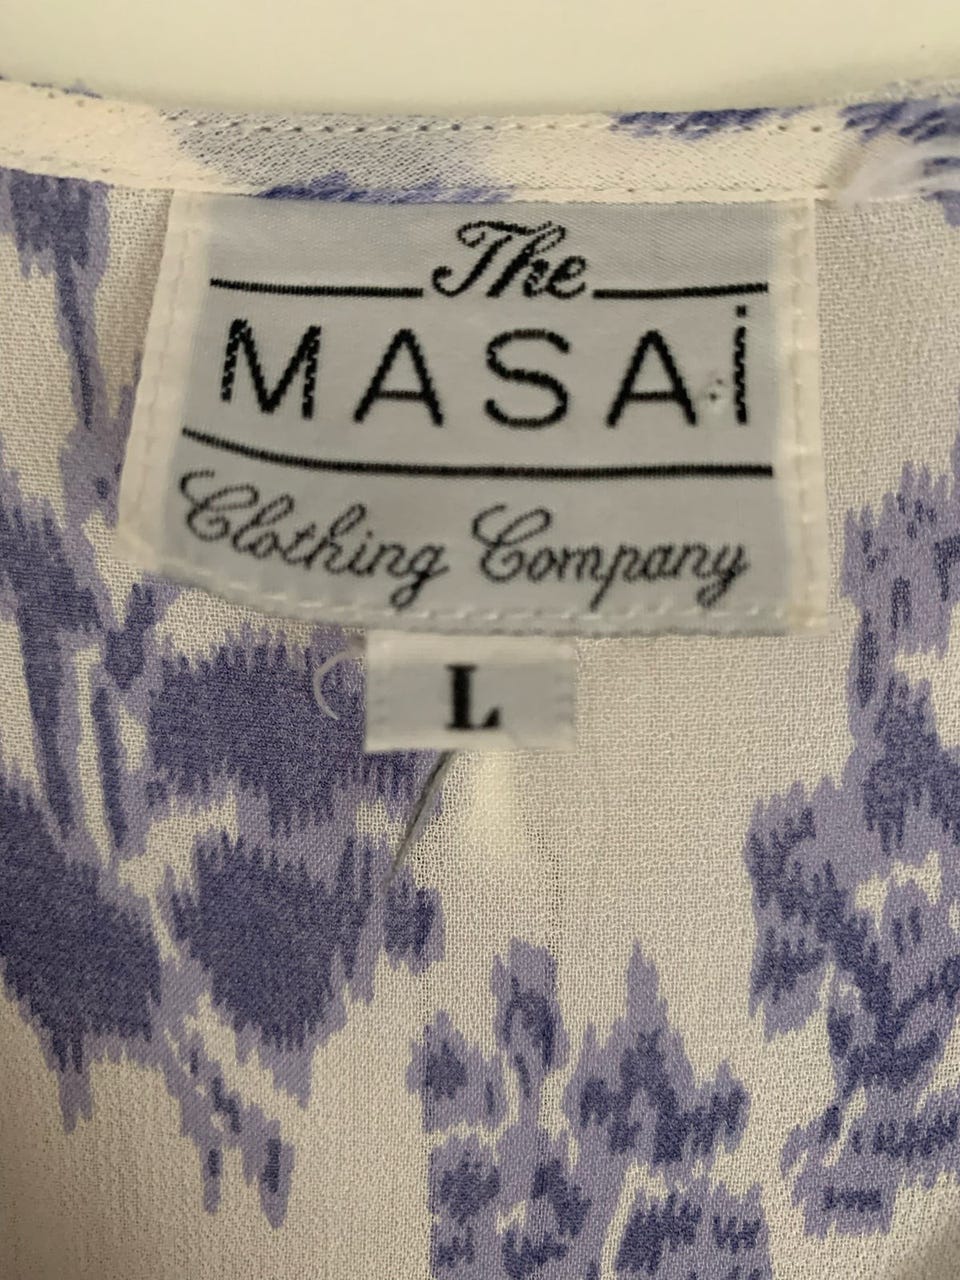 The
MASAi
Clothing Company
L